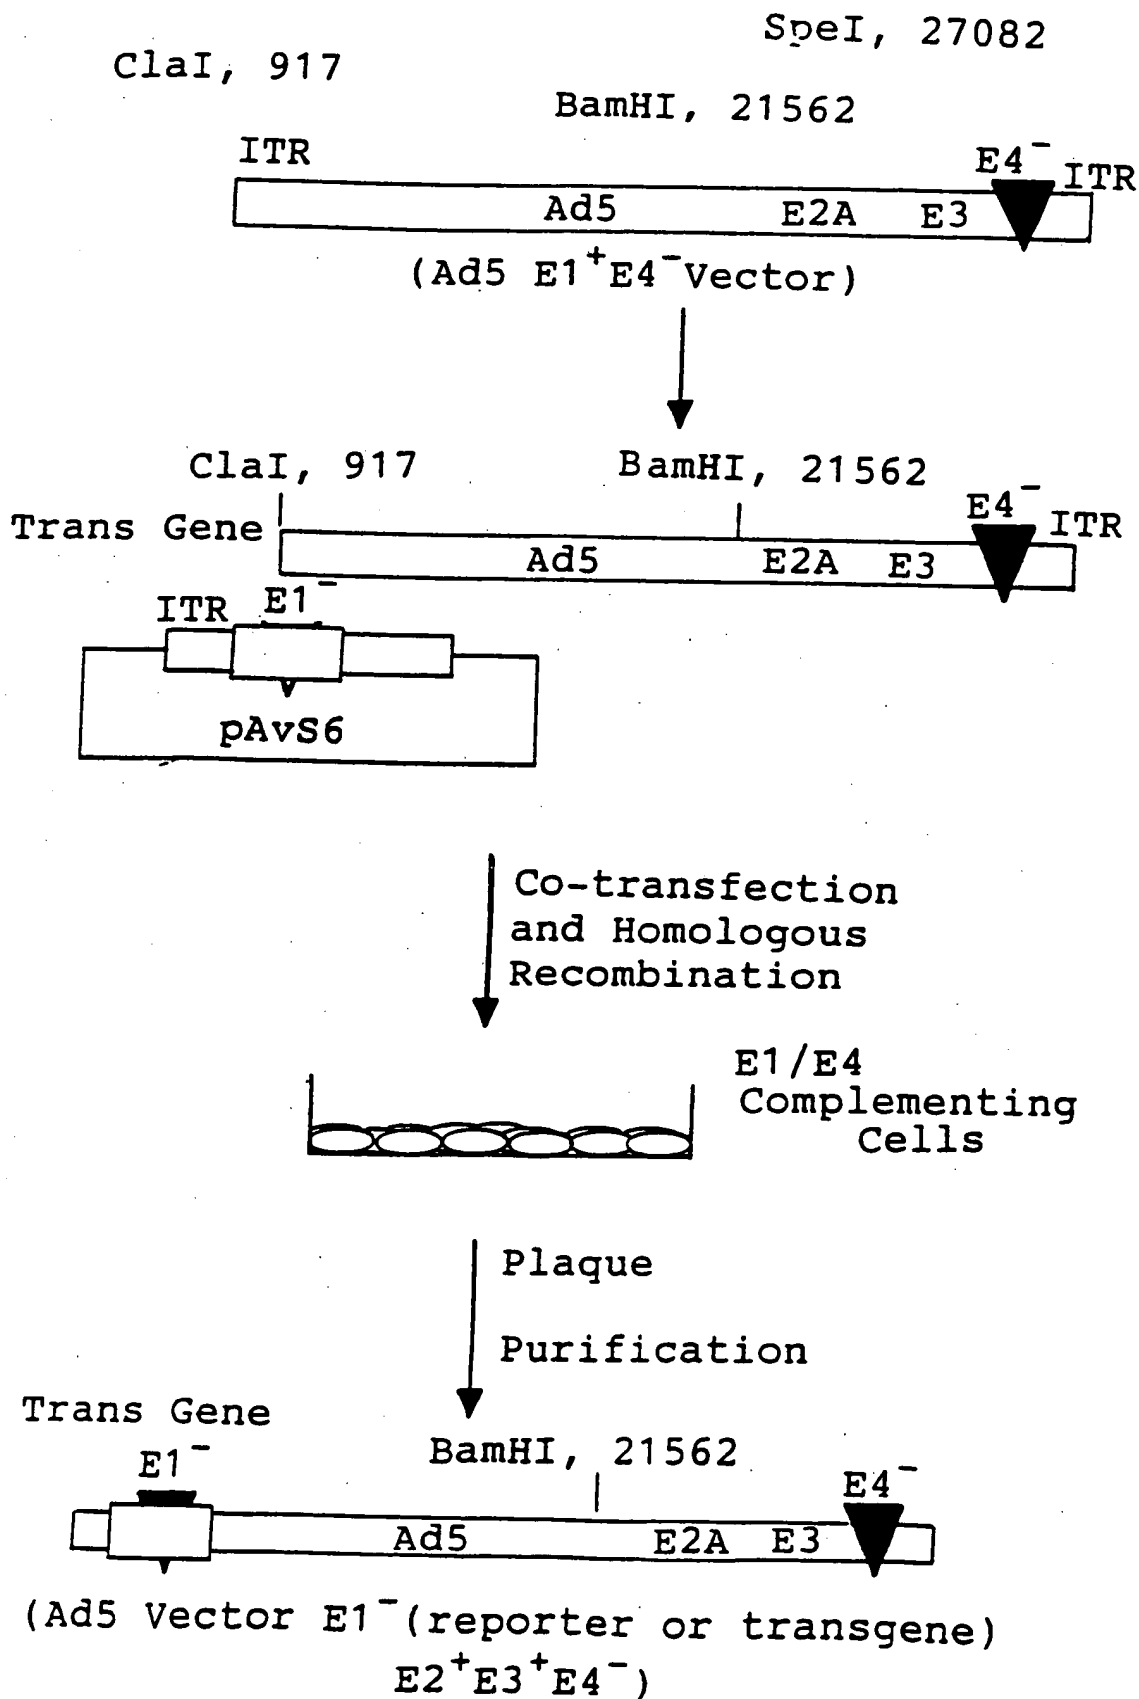 SpeI, 27082
ClaI, 917
BamHI, 21562
ITR
E4⁻
ITR
Ad5 E2A E3
(Ad5 E1⁺E4⁻Vector)
ClaI, 917
BamHI, 21562
E4⁻
Trans Gene
ITR
Ad5 E2A E3
ITR E1⁻
pAvS6
Co-transfection
and Homologous
Recombination
E1/E4
Complementing
Cells
Plaque
Purification
Trans Gene
E1⁻
BamHI, 21562
E4⁻
Ad5 E2A E3
(Ad5 Vector E1⁻(reporter or transgene)
E2⁺E3⁺E4⁻)